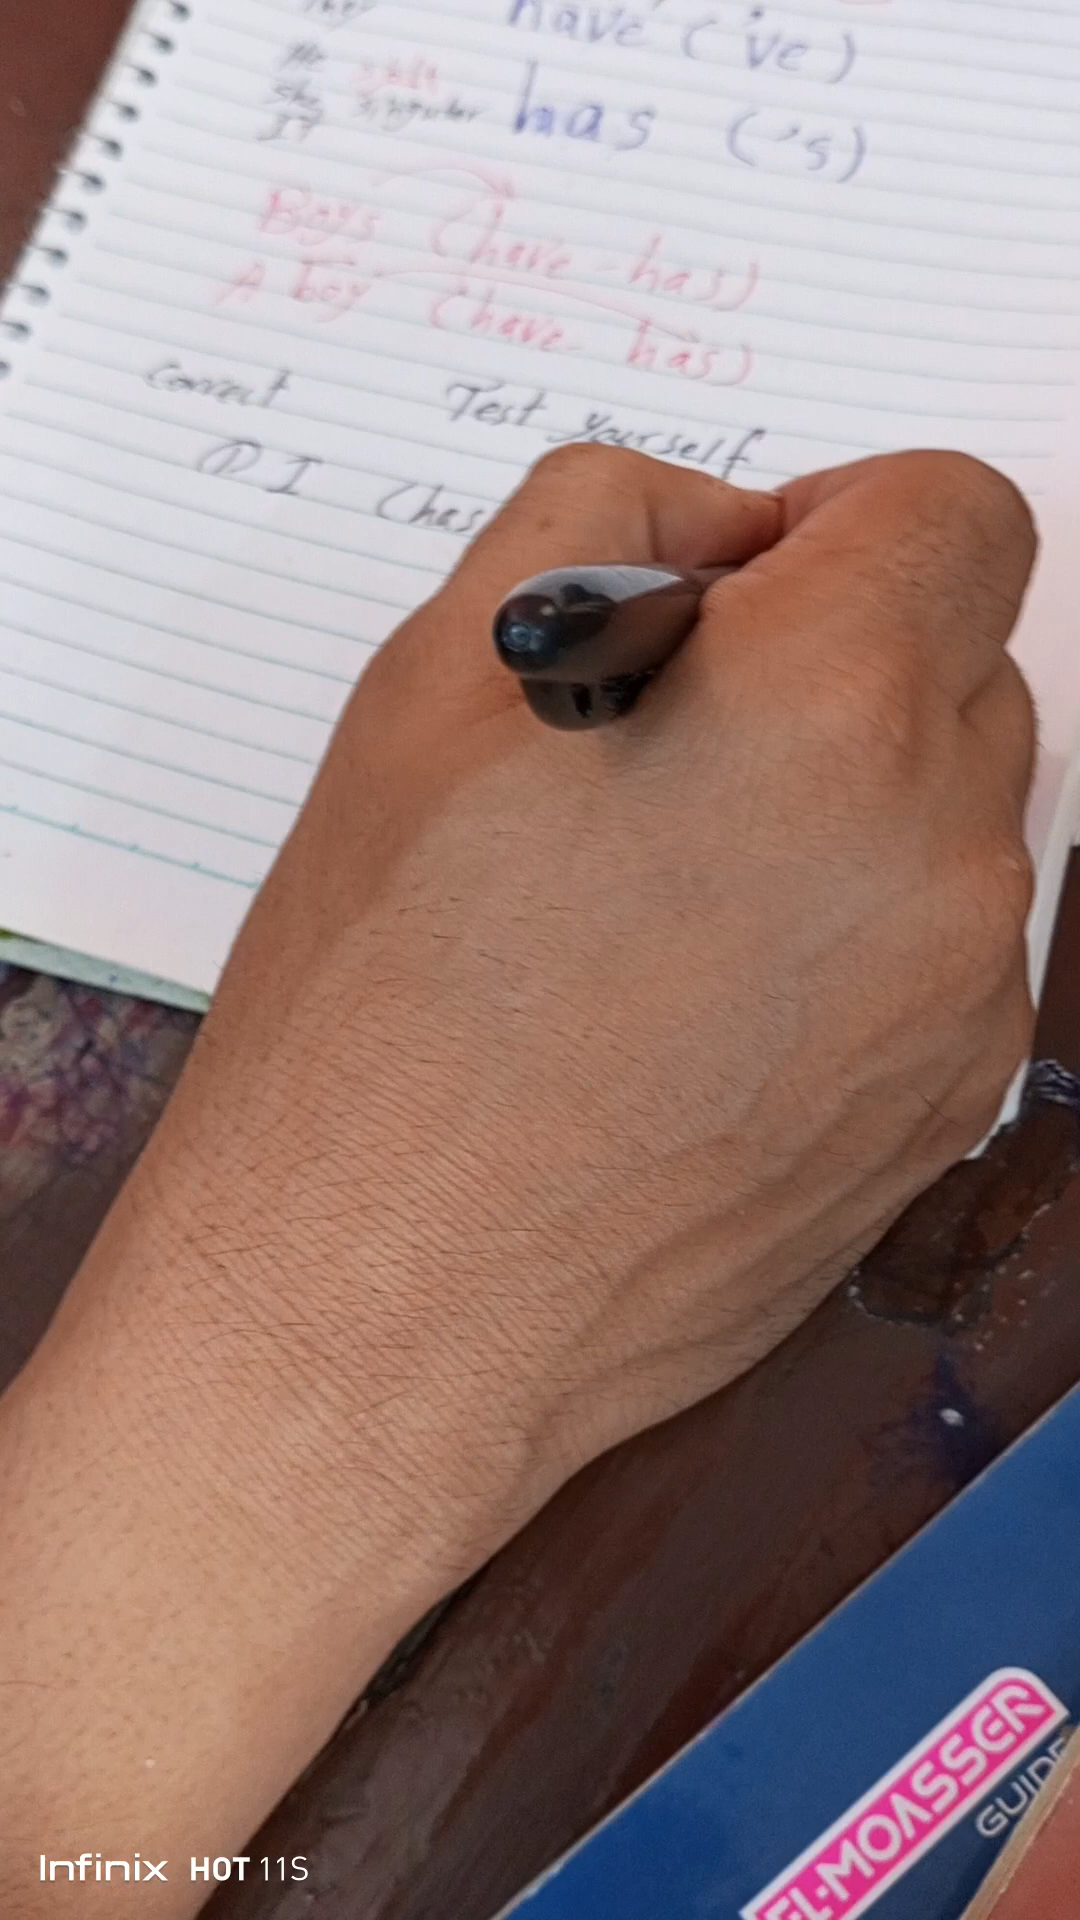 They have ('ve)
He
She singular has ('s)
It
Boys (have - has)
A boy (have - has)
correct Test yourself
① I (has
EL-MOASSER
GUIDE
Infinix HOT 11S